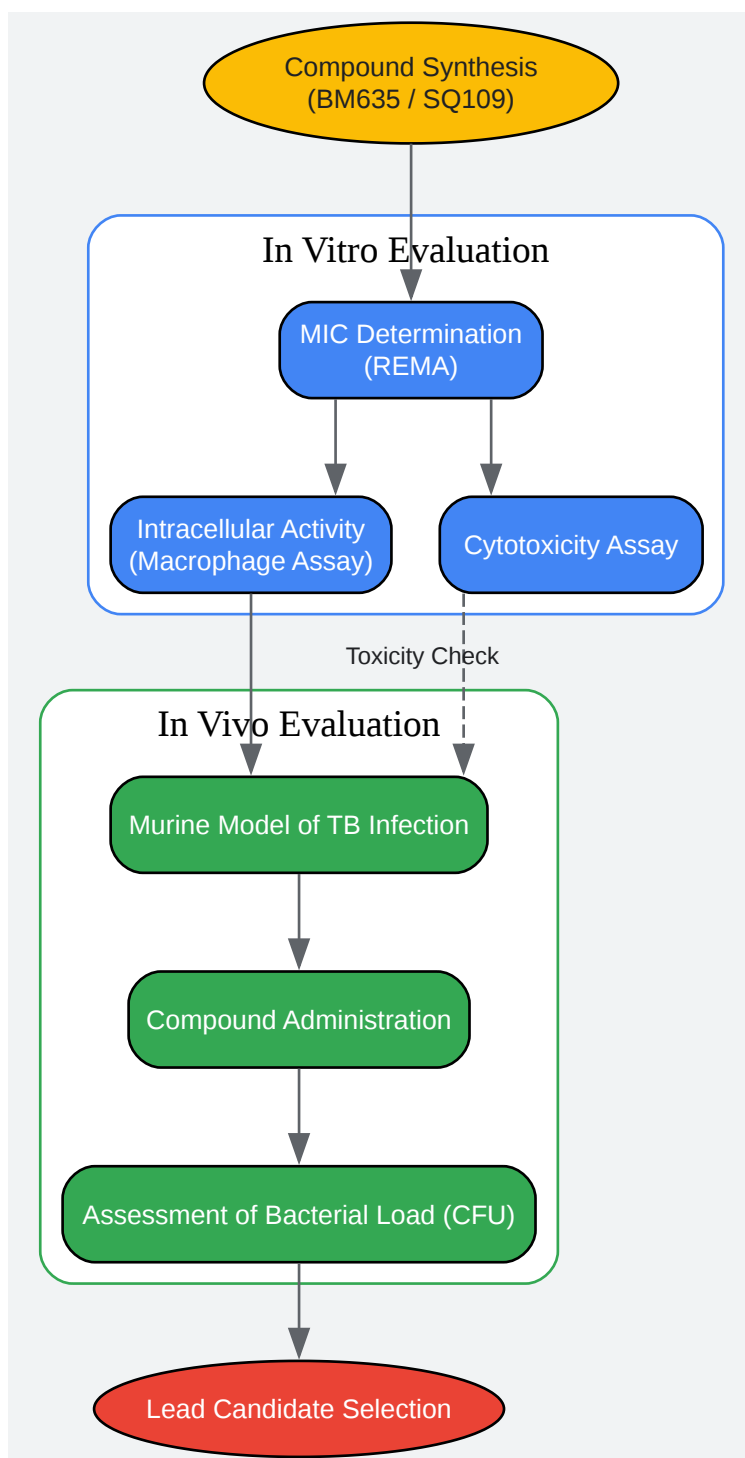 Compound Synthesis
(BM635 / SQ109)
In Vitro Evaluation
MIC Determination
(REMA)
Intracellular Activity
(Macrophage Assay)
Cytotoxicity Assay
Toxicity Check
In Vivo Evaluation
Murine Model of TB Infection
Compound Administration
Assessment of Bacterial Load (CFU)
Lead Candidate Selection